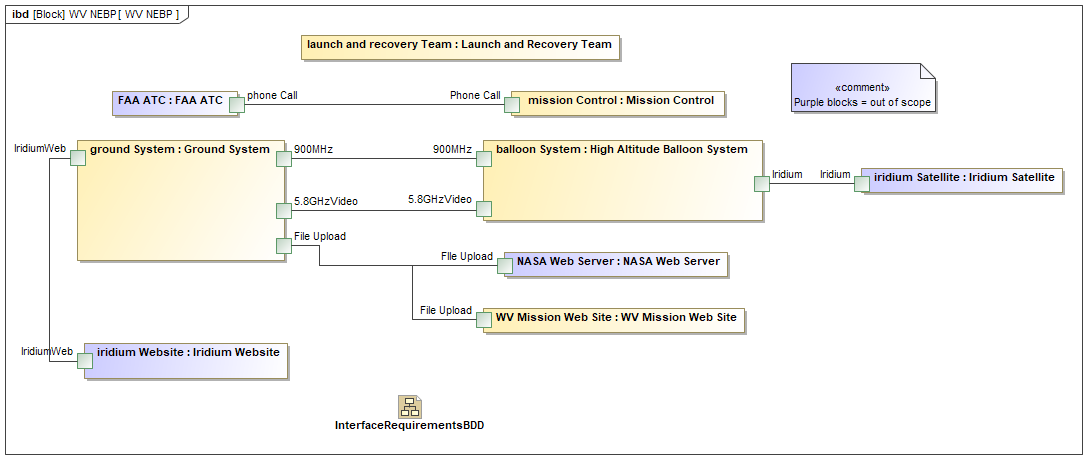 ibd [Block] WV NEBP[ WV NEBP ]
launch and recovery Team : Launch and Recovery Team
«comment»
Purple blocks = out of scope
FAA ATC : FAA ATC
phone Call
Phone Call
mission Control : Mission Control
IridiumWeb
ground System : Ground System
900MHz
900MHz
balloon System : High Altitude Balloon System
Iridium
Iridium
iridium Satellite : Iridium Satellite
5.8GHzVideo
5.8GHzVideo
File Upload
FIle Upload
NASA Web Server : NASA Web Server
File Upload
WV Mission Web Site : WV Mission Web Site
IridiumWeb
iridium Website : Iridium Website
InterfaceRequirementsBDD